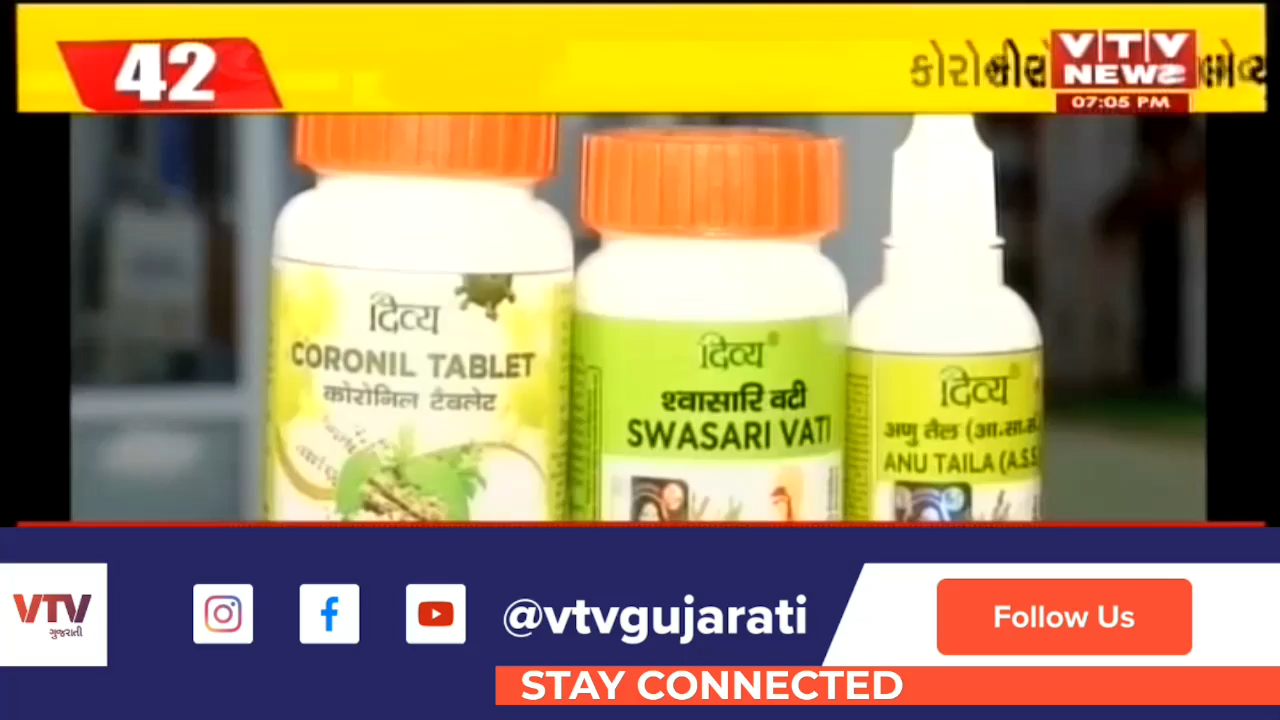 42
VTV
NEWS
07:05 PM
दिव्य
CORONIL TABLET
कोरोनिल टैबलेट
दिव्य
श्वासारि वटी
SWASARI VATI
दिव्य
अणु तैल (आ.सा.सं
ANU TAILA (A.S.S
VTV
ગુજરાતી
@vtvgujarati
Follow Us
STAY CONNECTED